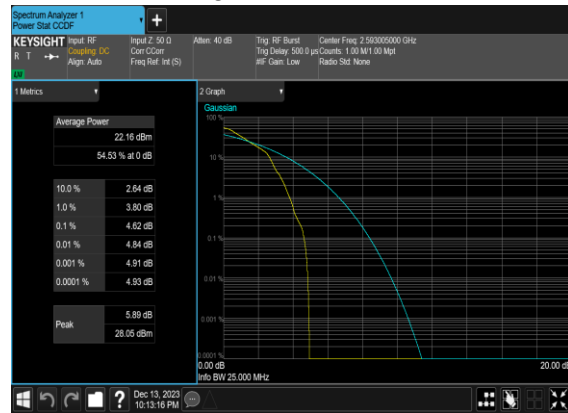 Spectrum Analyzer 1
Power Stat CCDF
+
KEYSIGHT
R T
LXI
Input: RF
Coupling: DC
Align: Auto
Input Z: 50 Ω
Corr CCorr
Freq Ref: Int (S)
Atten: 40 dB
Trig: RF Burst
Trig Delay: 500.0 µs
#IF Gain: Low
Center Freq: 2.593005000 GHz
Counts: 1.00 M/1.00 Mpt
Radio Std: None
1 Metrics
Average Power
22.16 dBm
54.53 % at 0 dB
10.0 % 2.64 dB
1.0 % 3.80 dB
0.1 % 4.62 dB
0.01 % 4.84 dB
0.001 % 4.91 dB
0.0001 % 4.93 dB
Peak
5.89 dB
28.05 dBm
2 Graph
Gaussian
100 %
10 %
1 %
0.1 %
0.01 %
0.001 %
0.0001 %
0.00 dB
20.00 dB
Info BW 25.000 MHz
?
Dec 13, 2023
10:13:16 PM